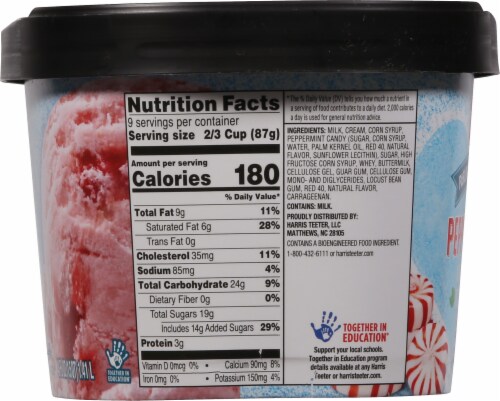 Nutrition Facts
9 servings per container
Serving size 2/3 Cup (87g)
Amount per serving
Calories 180
% Daily Value*
Total Fat 9g 11%
Saturated Fat 6g 28%
Trans Fat 0g
Cholesterol 35mg 11%
Sodium 85mg 4%
Total Carbohydrate 24g 9%
Dietary Fiber 0g 0%
Total Sugars 19g
Includes 14g Added Sugars 29%
Protein 3g
Vitamin D 0mcg 0% • Calcium 90mg 8%
Iron 0mg 0% • Potassium 150mg 4%
* The % Daily Value (DV) tells you how much a nutrient in
a serving of food contributes to a daily diet. 2,000 calories
a day is used for general nutrition advice.
INGREDIENTS: MILK, CREAM, CORN SYRUP,
PEPPERMINT CANDY (SUGAR, CORN SYRUP,
WATER, PALM KERNEL OIL, RED 40, NATURAL
FLAVOR, SUNFLOWER LECITHIN), SUGAR, HIGH
FRUCTOSE CORN SYRUP, WHEY, BUTTERMILK,
CELLULOSE GEL, GUAR GUM, CELLULOSE GUM,
MONO- AND DIGLYCERIDES, LOCUST BEAN
GUM, RED 40, NATURAL FLAVOR,
CARRAGEENAN.
CONTAINS: MILK.
PROUDLY DISTRIBUTED BY:
HARRIS TEETER, LLC
MATTHEWS, NC 28105
CONTAINS A BIOENGINEERED FOOD INGREDIENT
1-800-432-6111 or harristeeter.com
TOGETHER IN
EDUCATION
Support your local schools.
Together in Education program
details available at any Harris
Teeter or harristeeter.com.
TOGETHER IN
EDUCATION
PE